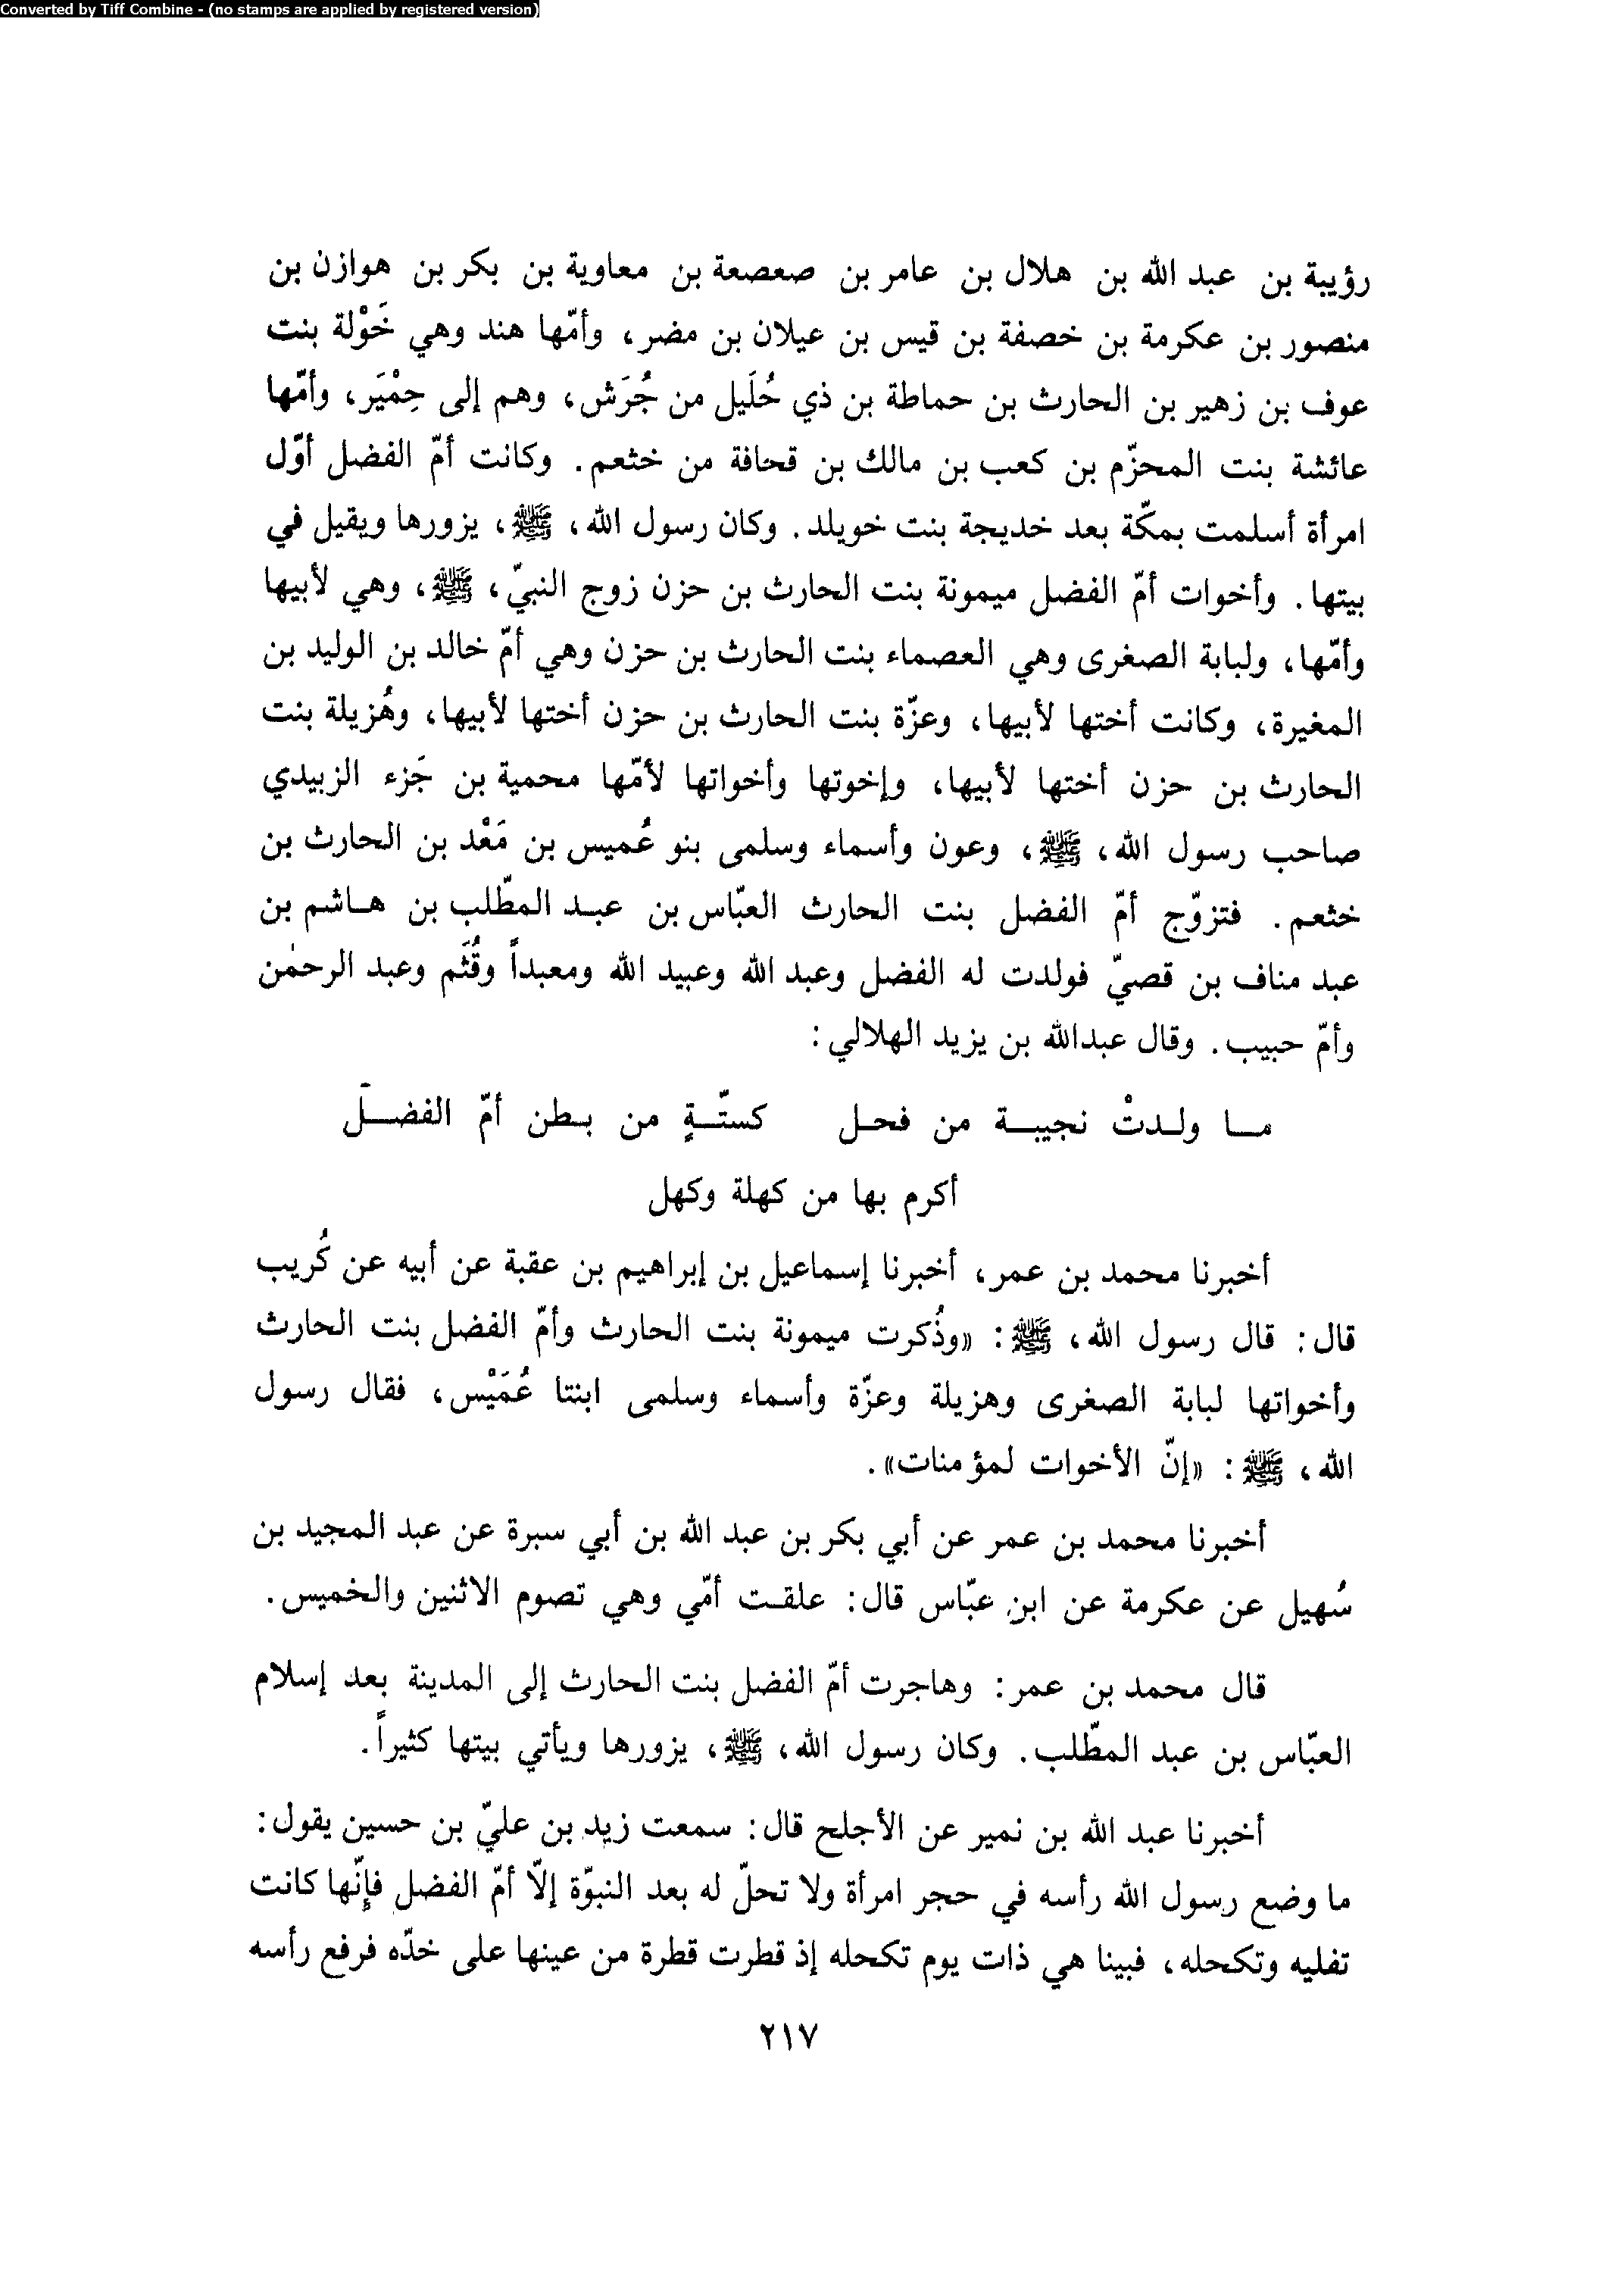 Converted by Tiff Combine - (no stamps are applied by registered version)
رؤيبة بن عبد الله بن هلال بن عامر بن صعصعة بن معاوية بن بكر بن هوازن بن
منصور بن عكرمة بن خصفة بن قيس بن عيلان بن مضر، وأمّها هند وهي خَوْلة بنت
عوف بن زهير بن الحارث بن حماطة بن ذي حُلَيل من جُرَش، وهم إلى حِمْيَر، وأمّها
عائشة بنت المحزّم بن كعب بن مالك بن قحافة من خثعم. وكانت أمّ الفضل أوّل
امرأة أسلمت بمكّة بعد خديجة بنت خويلد. وكان رسول الله، ﷺ، يزورها ويقيل في
بيتها. وأخوات أمّ الفضل ميمونة بنت الحارث بن حزن زوج النبيّ، ﷺ، وهي لأبيها
وأمّها، ولبابة الصغرى وهي العصماء بنت الحارث بن حزن وهي أمّ خالد بن الوليد بن
المغيرة، وكانت أختها لأبيها، وعزّة بنت الحارث بن حزن أختها لأبيها، وهُزيلة بنت
الحارث بن حزن أختها لأبيها، وإخوتها وأخواتها لأمّها محمية بن جَزء الزبيدي
صاحب رسول الله، ﷺ، وعون وأسماء وسلمى بنو عُميس بن مَعْد بن الحارث بن
خثعم. فتزوّج أمّ الفضل بنت الحارث العبّاس بن عبد المطّلب بن هاشم بن
عبد مناف بن قصيّ فولدت له الفضل وعبد الله وعبيد الله ومعبداً وقُثَم وعبد الرحمٰن
وأمّ حبيب. وقال عبدالله بن يزيد الهلالي:
ما ولدتْ نجيبة من فحل كستّةٍ من بطن أمّ الفضل
أكرم بها من كهلة وكهل
أخبرنا محمد بن عمر، أخبرنا إسماعيل بن إبراهيم بن عقبة عن أبيه عن كُريب
قال: قال رسول الله، ﷺ: «وذُكرت ميمونة بنت الحارث وأمّ الفضل بنت الحارث
وأخواتها لبابة الصغرى وهزيلة وعزّة وأسماء وسلمى ابنتا عُمَيْس، فقال رسول
الله، ﷺ: «إنّ الأخوات لمؤمنات».
أخبرنا محمد بن عمر عن أبي بكر بن عبد الله بن أبي سبرة عن عبد المجيد بن
سُهيل عن عكرمة عن ابن عبّاس قال: علقت أمّي وهي تصوم الاثنين والخميس.
قال محمد بن عمر: وهاجرت أمّ الفضل بنت الحارث إلى المدينة بعد إسلام
العبّاس بن عبد المطّلب. وكان رسول الله، ﷺ، يزورها ويأتي بيتها كثيراً.
أخبرنا عبد الله بن نمير عن الأجلح قال: سمعت زيد بن عليّ بن حسين يقول:
ما وضع رسول الله رأسه في حجر امرأة ولا تحلّ له بعد النبوّة إلاّ أمّ الفضل فإنّها كانت
تفليه وتكحله، فبينا هي ذات يوم تكحله إذ قطرت قطرة من عينها على خدّه فرفع رأسه
٢١٧